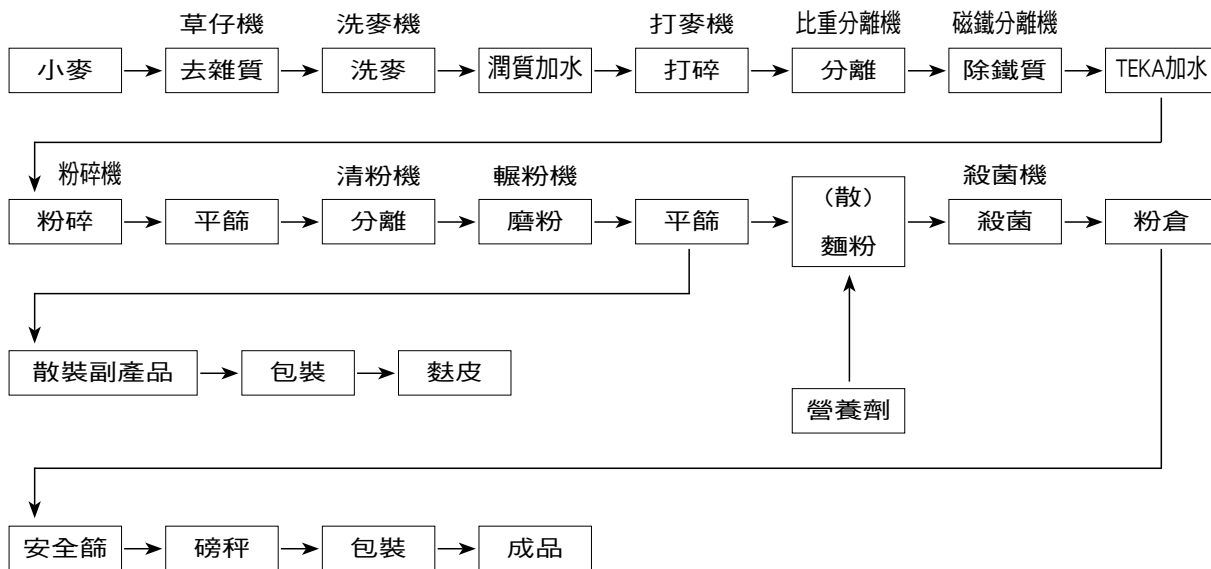 草仔機 洗麥機 打麥機 比重分離機 磁鐵分離機
小麥 去雜質 洗麥 潤質加水 打碎 分離 除鐵質 TEKA加水
粉碎機 清粉機 輾粉機 殺菌機
粉碎 平篩 分離 磨粉 平篩 （散） 殺菌 粉倉
麵粉
散裝副產品 包裝 麩皮
營養劑
安全篩 磅秤 包裝 成品